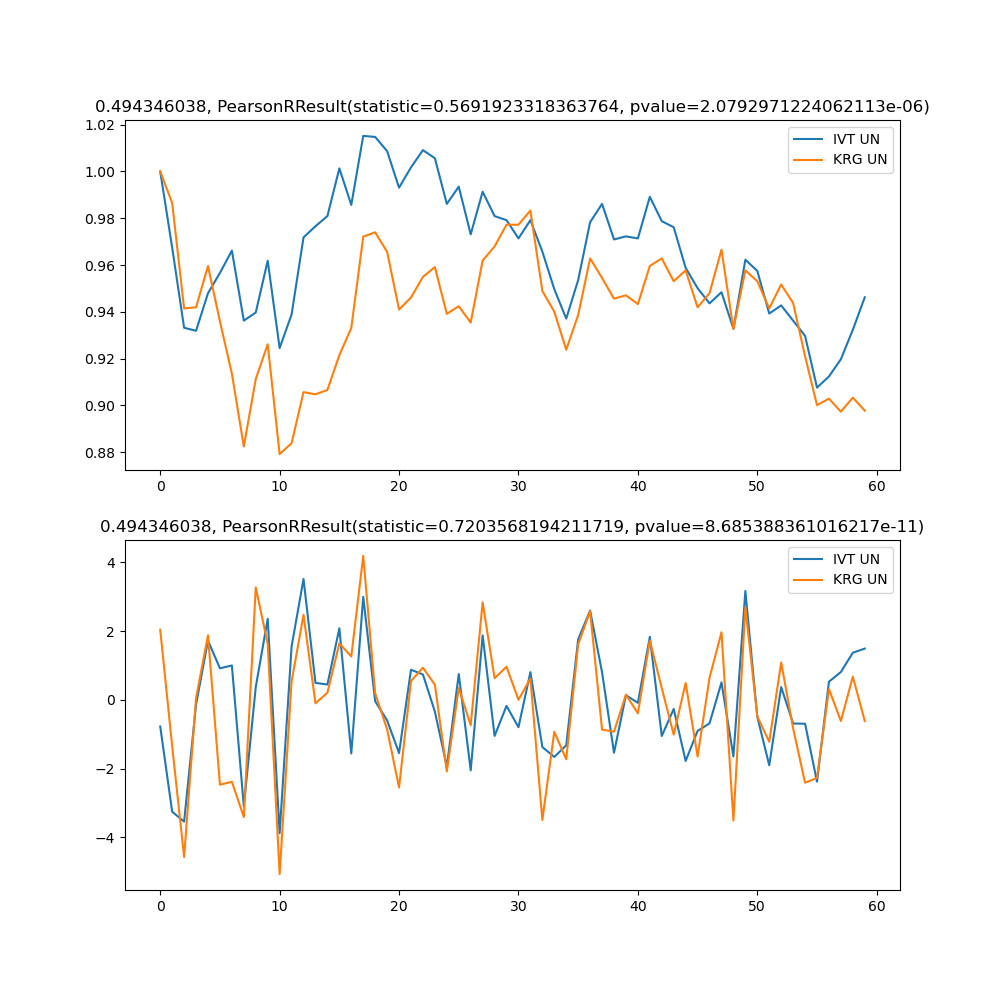 0.494346038, PearsonRResult(statistic=0.5691923318363764, pvalue=2.0792971224062113e-06)
1.02
1.00
0.98
0.96
0.94
0.92
0.90
0.88
IVT UN
KRG UN
0 10 20 30 40 50 60
0.494346038, PearsonRResult(statistic=0.7203568194211719, pvalue=8.685388361016217e-11)
4
2
0
−2
−4
IVT UN
KRG UN
0 10 20 30 40 50 60